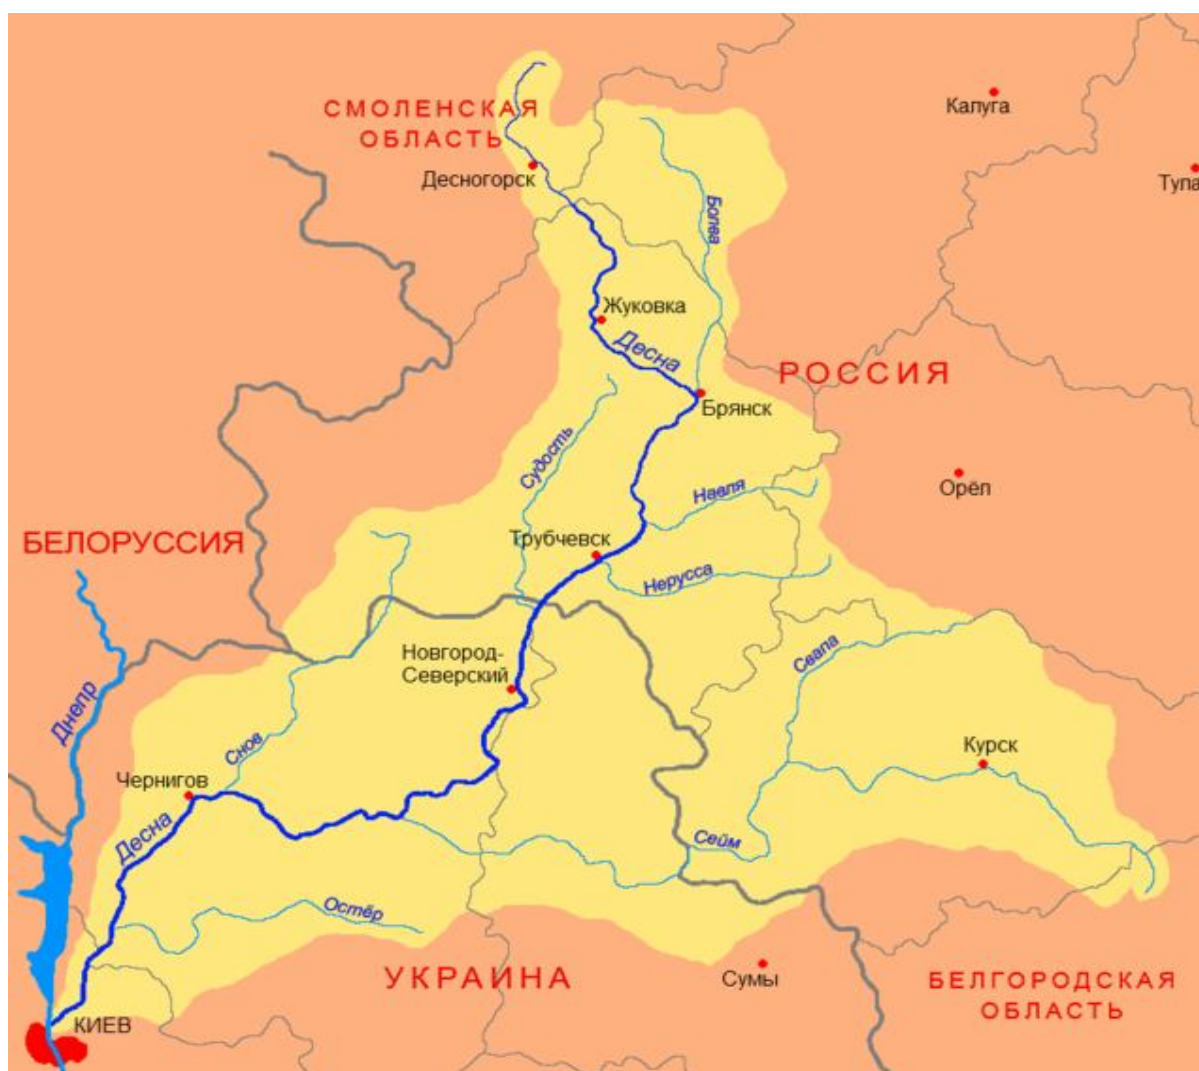 СМОЛЕНСКАЯ
ОБЛАСТЬ
Калуга
Десногорск
Тула
Болва
Жуковка
Десна
РОССИЯ
Брянск
Судость
Навля
Орёл
БЕЛОРУССИЯ
Трубчевск
Нерусса
Новгород-
Северский
Свапа
Днепр
Снов
Курск
Чернигов
Десна
Сейм
Остёр
УКРАИНА
Сумы
БЕЛГОРОДСКАЯ
ОБЛАСТЬ
КИЕВ